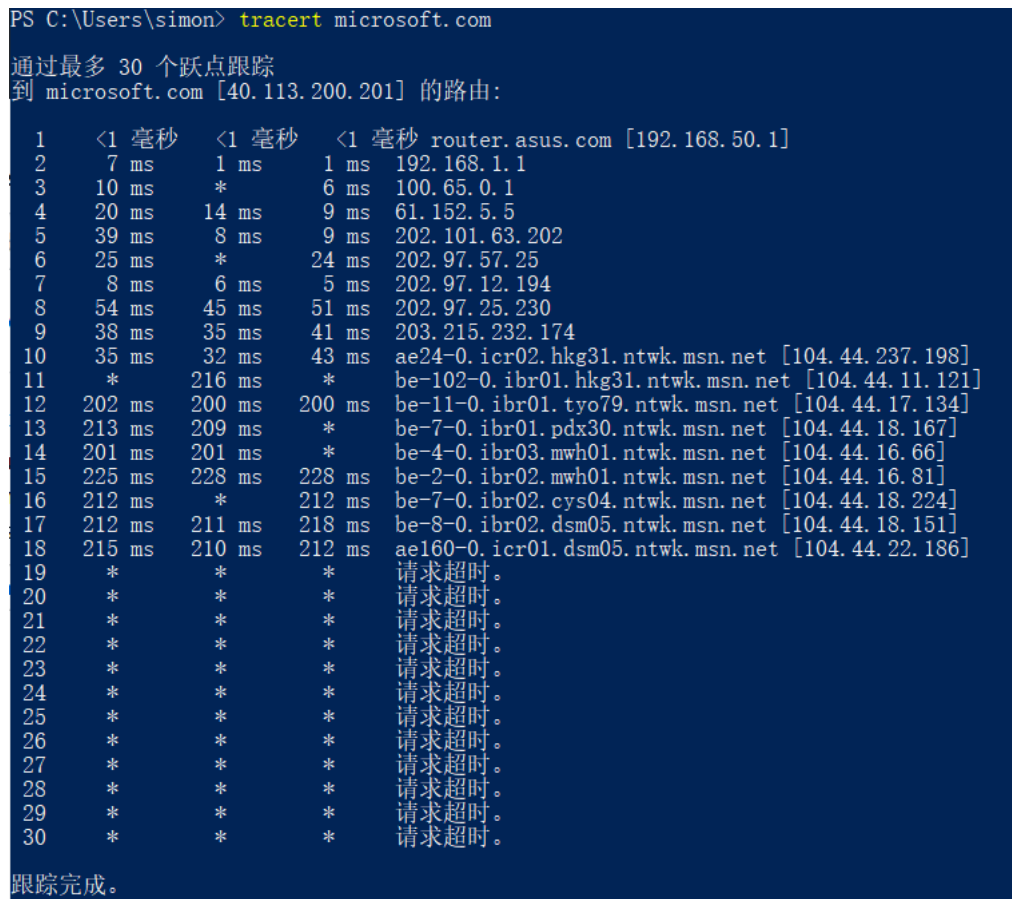 PS C:\Users\simon> tracert microsoft.com
通过最多 30 个跃点跟踪
到 microsoft.com [40.113.200.201] 的路由:
1 <1 毫秒 <1 毫秒 <1 毫秒 router.asus.com [192.168.50.1]
2 7 ms 1 ms 1 ms 192.168.1.1
3 10 ms * 6 ms 100.65.0.1
4 20 ms 14 ms 9 ms 61.152.5.5
5 39 ms 8 ms 9 ms 202.101.63.202
6 25 ms * 24 ms 202.97.57.25
7 8 ms 6 ms 5 ms 202.97.12.194
8 54 ms 45 ms 51 ms 202.97.25.230
9 38 ms 35 ms 41 ms 203.215.232.174
10 35 ms 32 ms 43 ms ae24-0.icr02.hkg31.ntwk.msn.net [104.44.237.198]
11 * 216 ms * be-102-0.ibr01.hkg31.ntwk.msn.net [104.44.11.121]
12 202 ms 200 ms 200 ms be-11-0.ibr01.tyo79.ntwk.msn.net [104.44.17.134]
13 213 ms 209 ms * be-7-0.ibr01.pdx30.ntwk.msn.net [104.44.18.167]
14 201 ms 201 ms * be-4-0.ibr03.mwh01.ntwk.msn.net [104.44.16.66]
15 225 ms 228 ms 228 ms be-2-0.ibr02.mwh01.ntwk.msn.net [104.44.16.81]
16 212 ms * 212 ms be-7-0.ibr02.cys04.ntwk.msn.net [104.44.18.224]
17 212 ms 211 ms 218 ms be-8-0.ibr02.dsm05.ntwk.msn.net [104.44.18.151]
18 215 ms 210 ms 212 ms ae160-0.icr01.dsm05.ntwk.msn.net [104.44.22.186]
19 * * * 请求超时。
20 * * * 请求超时。
21 * * * 请求超时。
22 * * * 请求超时。
23 * * * 请求超时。
24 * * * 请求超时。
25 * * * 请求超时。
26 * * * 请求超时。
27 * * * 请求超时。
28 * * * 请求超时。
29 * * * 请求超时。
30 * * * 请求超时。
跟踪完成。